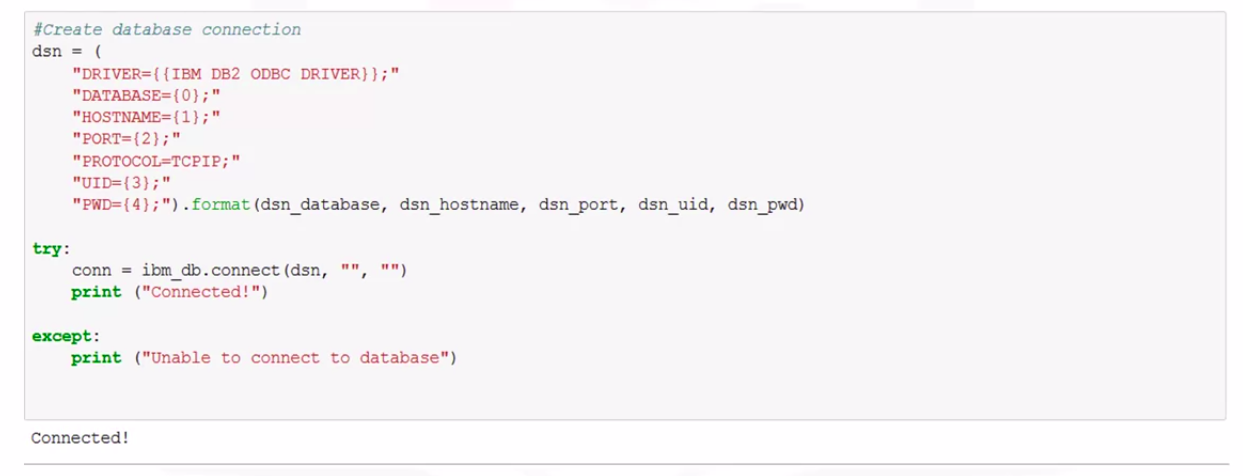 #Create database connection
dsn = (
    "DRIVER={{IBM DB2 ODBC DRIVER}};"
    "DATABASE={0};"
    "HOSTNAME={1};"
    "PORT={2};"
    "PROTOCOL=TCPIP;"
    "UID={3};"
    "PWD={4};").format(dsn_database, dsn_hostname, dsn_port, dsn_uid, dsn_pwd)
try:
    conn = ibm_db.connect(dsn, "", "")
    print ("Connected!")
except:
    print ("Unable to connect to database")
Connected!